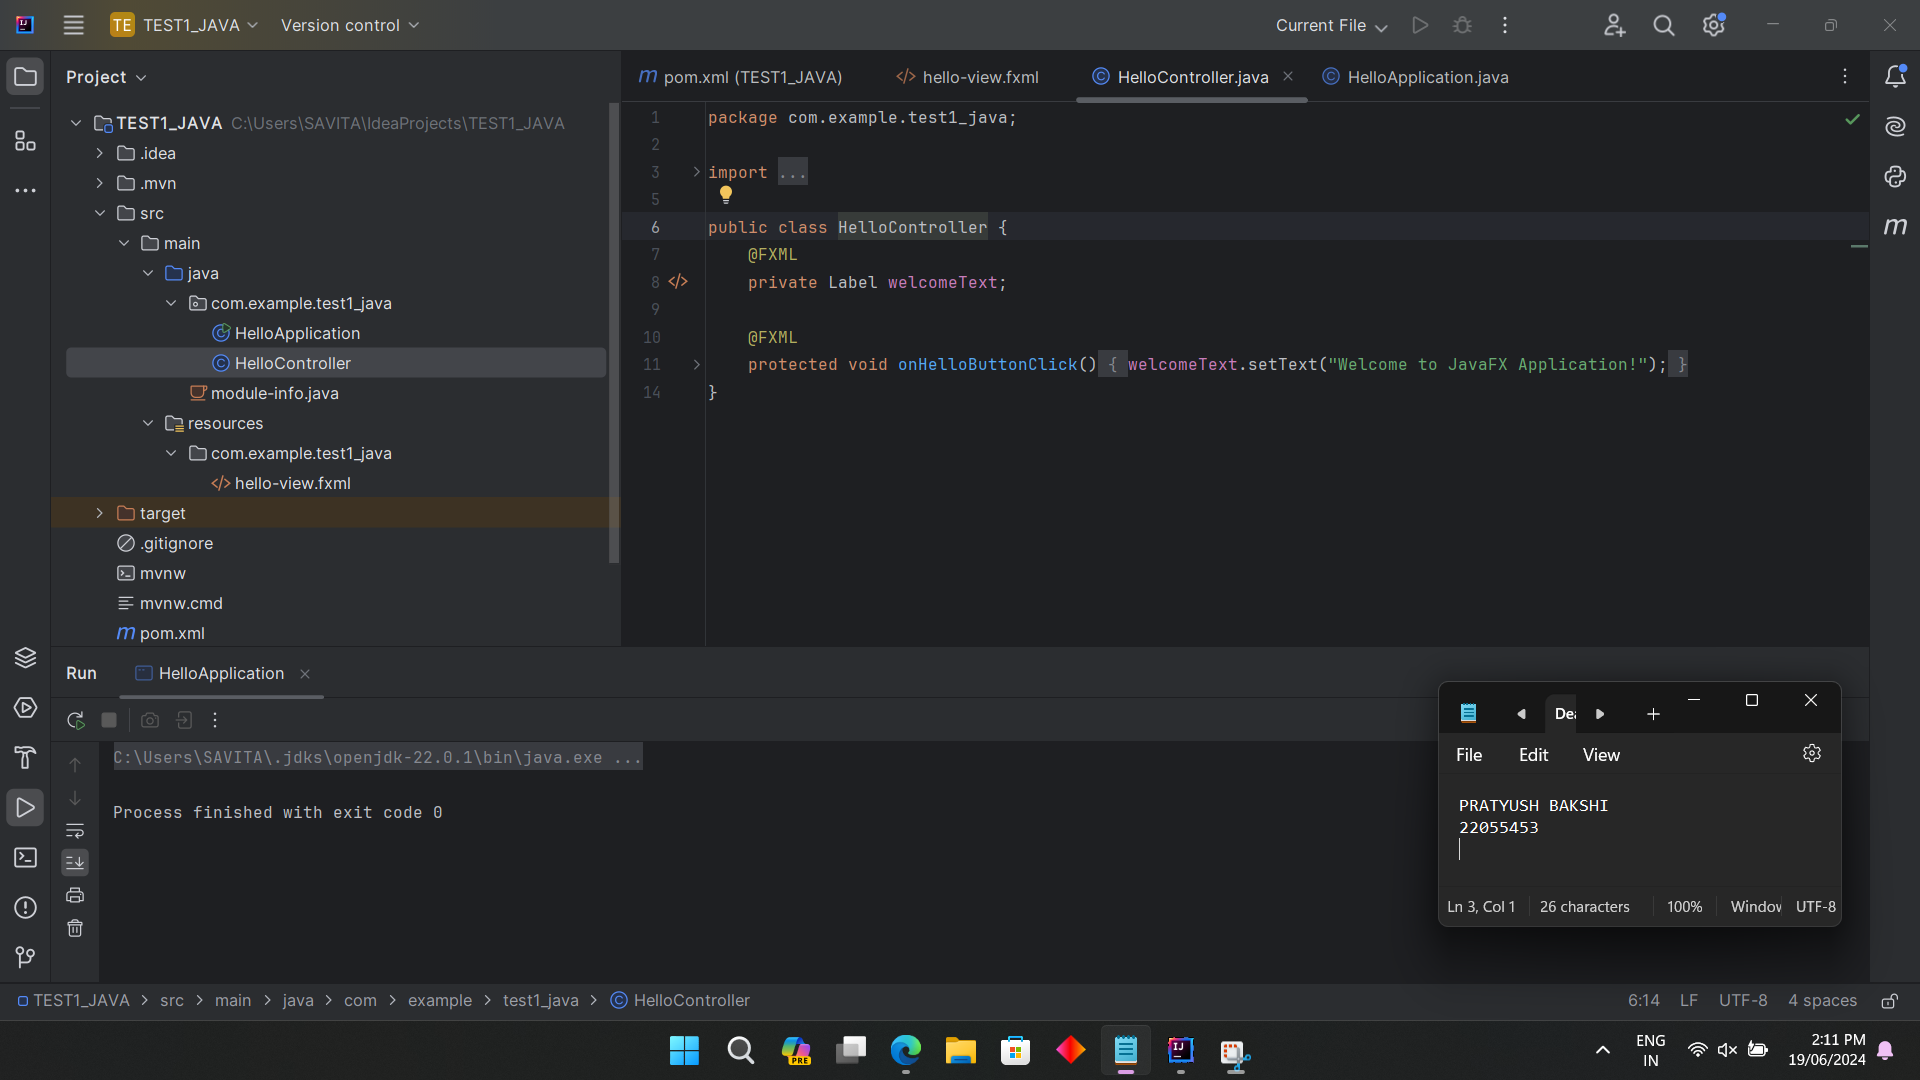 TE TEST1_JAVA Version control Current File
Project
TEST1_JAVA C:\Users\SAVITA\IdeaProjects\TEST1_JAVA
.idea
.mvn
src
main
java
com.example.test1_java
HelloApplication
HelloController
module-info.java
resources
com.example.test1_java
hello-view.fxml
target
.gitignore
mvnw
mvnw.cmd
m pom.xml
m pom.xml (TEST1_JAVA) hello-view.fxml HelloController.java HelloApplication.java
1 package com.example.test1_java;
2
3 import ...
5
6 public class HelloController {
7 @FXML
8 private Label welcomeText;
9
10 @FXML
11 protected void onHelloButtonClick() { welcomeText.setText("Welcome to JavaFX Application!"); }
14 }
Run HelloApplication
C:\Users\SAVITA\.jdks\openjdk-22.0.1\bin\java.exe ...
Process finished with exit code 0
Dea
File Edit View
PRATYUSH BAKSHI
22055453
Ln 3, Col 1 26 characters 100% Window UTF-8
TEST1_JAVA > src > main > java > com > example > test1_java > HelloController
6:14 LF UTF-8 4 spaces
PRE
ENG
IN
2:11 PM
19/06/2024